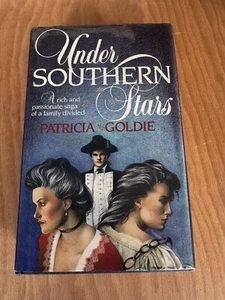 Under
SOUTHERN
Stars
A rich and
passionate saga
of a family divided
PATRICIA GOLDIE